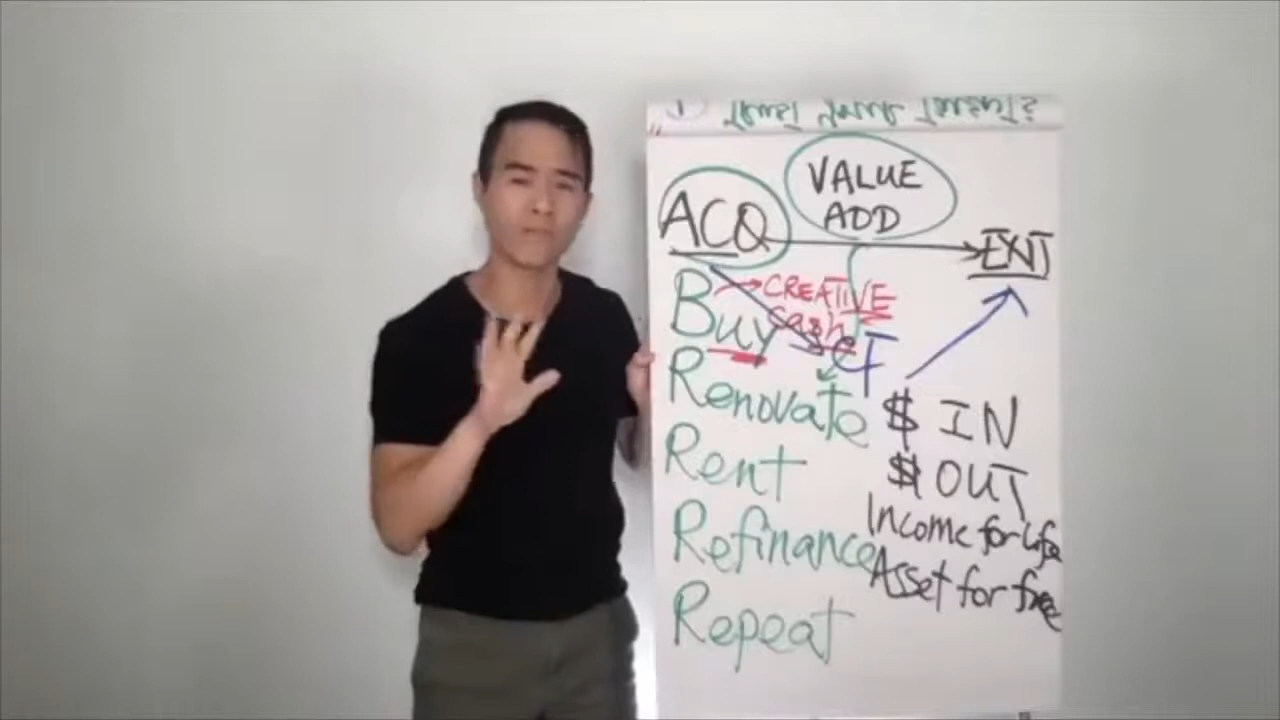 VALUE
ADD
ACQ
EXIT
Buy
CREATIVE
Cash
CF
Renovate
$ IN
Rent
$ OUT
Income for Life
Refinance
Asset for free
Repeat